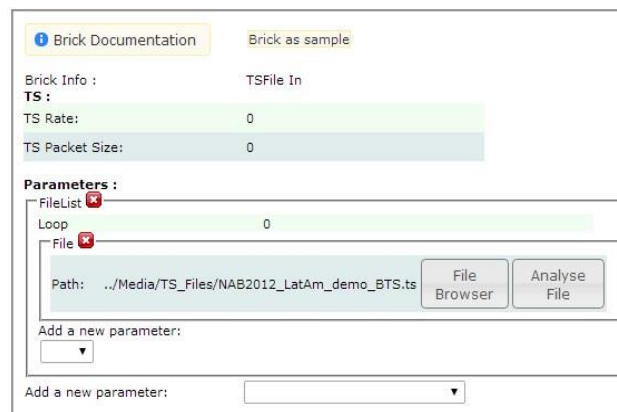 Brick Documentation Brick as sample
Brick Info : TSFile In
TS :
TS Rate: 0
TS Packet Size: 0
Parameters :
FileList
Loop 0
File
Path: ../Media/TS_Files/NAB2012_LatAm_demo_BTS.ts File Browser Analyse File
Add a new parameter:
Add a new parameter: